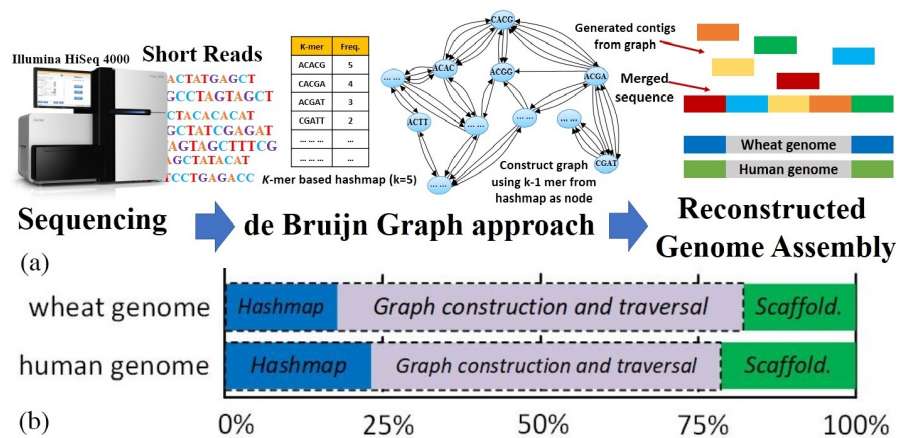 Illumina HiSeq 4000
Short Reads
ACTATGAGCT
GCCTAGTAGCT
CTACACACAT
GCTATCGAGAT
TAGTAGCTTTCG
AGCTATACAT
TCCTGAGACC
K-mer Freq.
ACACG 5
CACGA 4
ACGAT 3
CGATT 2
... ... ... ...
... ... ... ...
K-mer based hashmap (k=5)
CACG
ACAC
ACGG
ACGA
... ...
ACTT
... ...
... ...
... ...
CGAT
... ...
Construct graph
using k-1 mer from
hashmap as node
Generated contigs
from graph
Merged
sequence
Wheat genome
Human genome
Sequencing
de Bruijn Graph approach
Reconstructed
Genome Assembly
(a)
wheat genome
Hashmap
Graph construction and traversal
Scaffold.
human genome
Hashmap
Graph construction and traversal
Scaffold.
(b)
0%
25%
50%
75%
100%